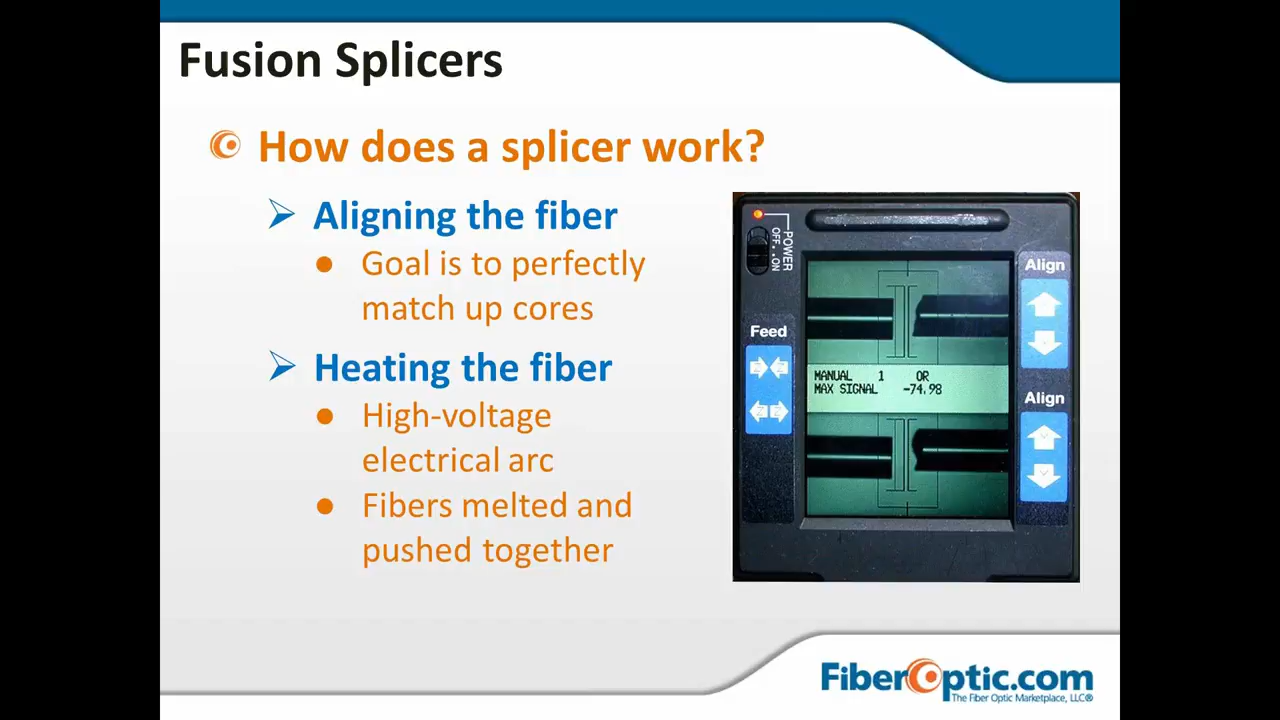 Fusion Splicers
How does a splicer work?
Aligning the fiber
Goal is to perfectly
match up cores
Heating the fiber
High-voltage
electrical arc
Fibers melted and
pushed together
POWER
OFF..ON
Feed
Align
Align
MANUAL 1 OR
MAX SIGNAL -74.98
FiberOptic.com
The Fiber Optic Marketplace, LLC®